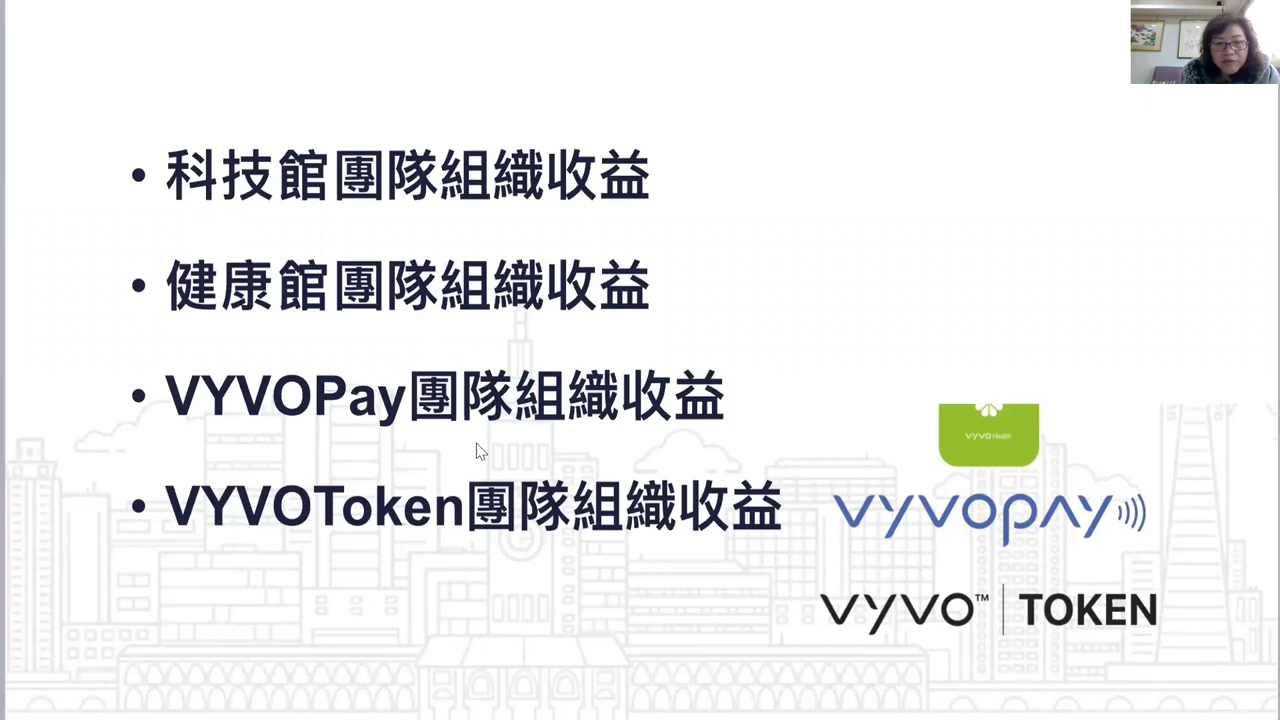 • 科技館團隊組織收益
• 健康館團隊組織收益
• VYVOPay團隊組織收益
• VYVOToken團隊組織收益
vyvo Health
vyvopay
vyvo™ | TOKEN